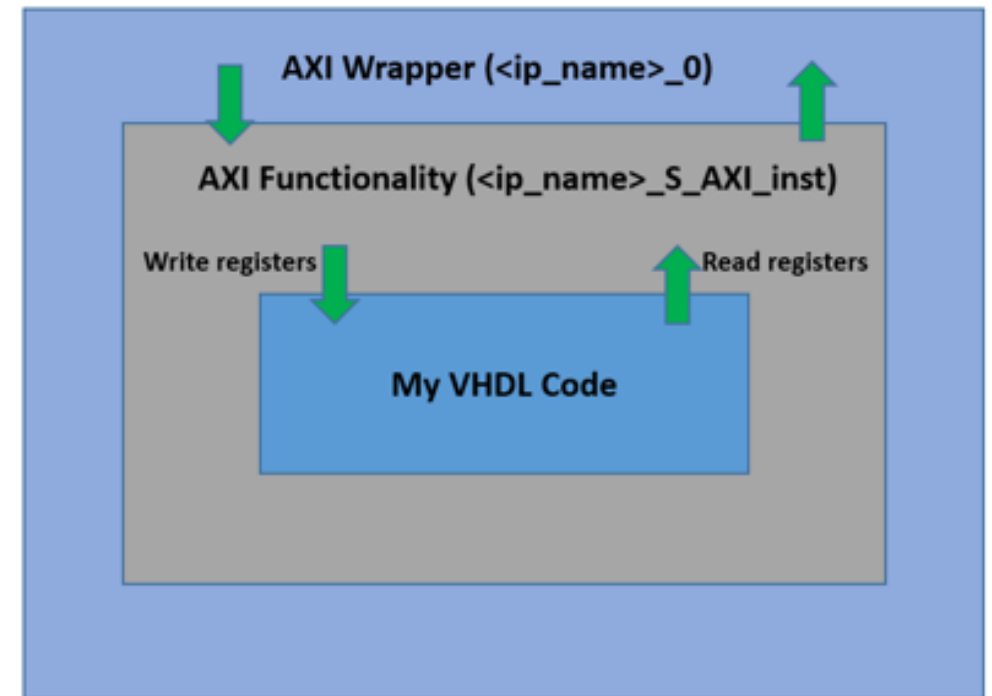 AXI Wrapper (<ip_name>_0)
AXI Functionality (<ip_name>_S_AXI_inst)
Write registers
Read registers
My VHDL Code